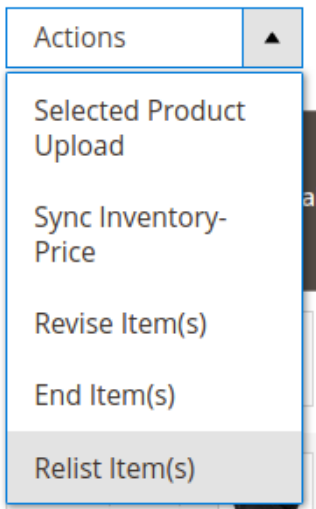 Actions
Selected Product
Upload
Sync Inventory-
Price
Revise Item(s)
End Item(s)
Relist Item(s)